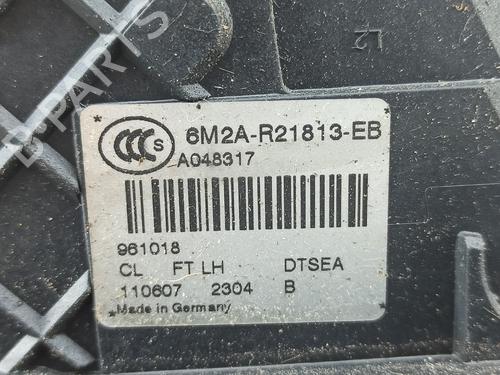 B-PARTS
L2
CCC S 6M2A-R21813-EB
A048317
961018
CL FT LH DTSEA
110607 2304 B
Made in Germany